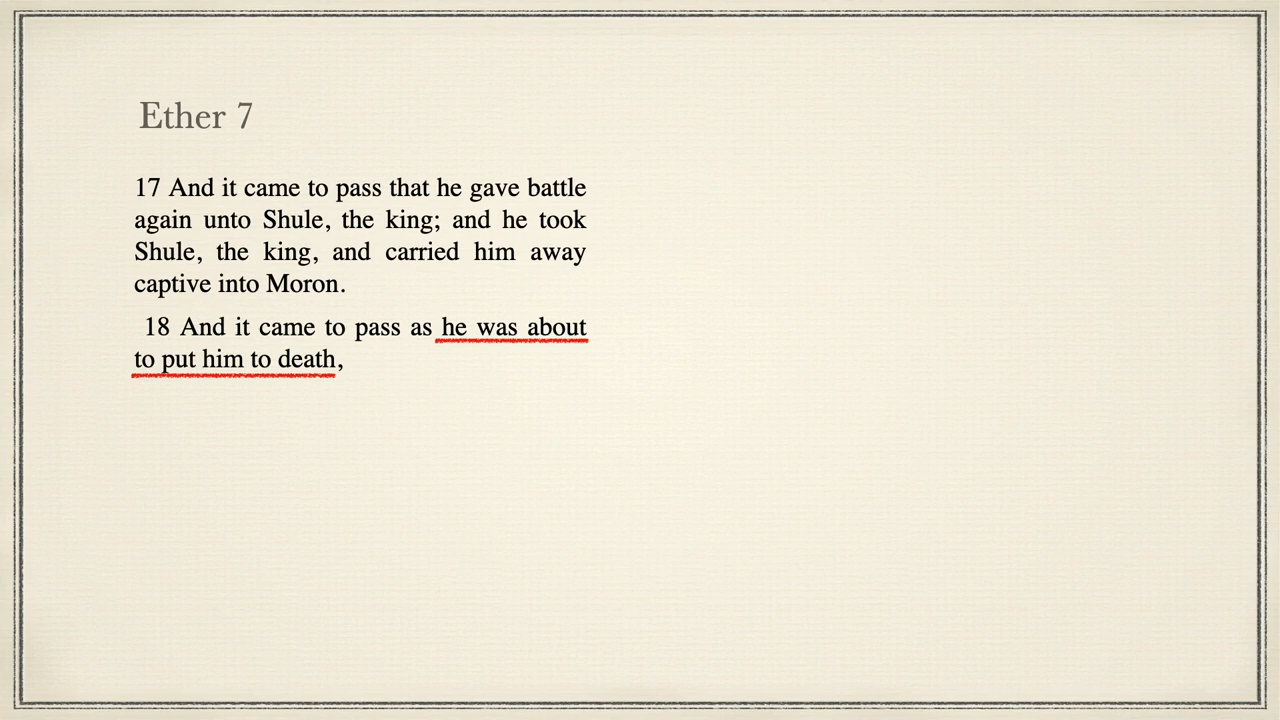 Ether 7
17 And it came to pass that he gave battle
again unto Shule, the king; and he took
Shule, the king, and carried him away
captive into Moron.
18 And it came to pass as he was about
to put him to death,